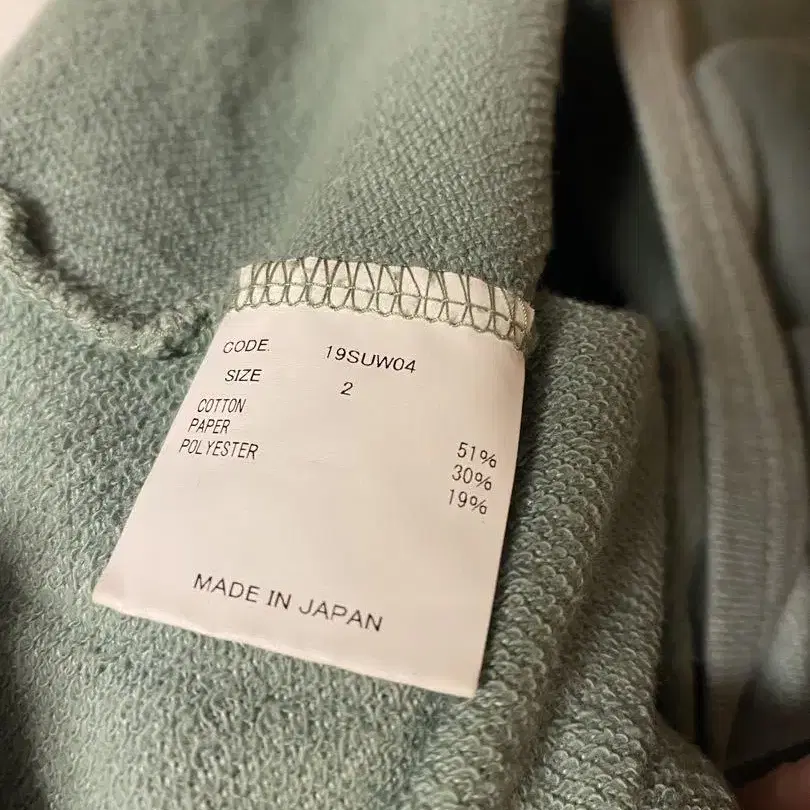 CODE. 19SUW04
SIZE 2
COTTON 51%
PAPER 30%
POLYESTER 19%
MADE IN JAPAN